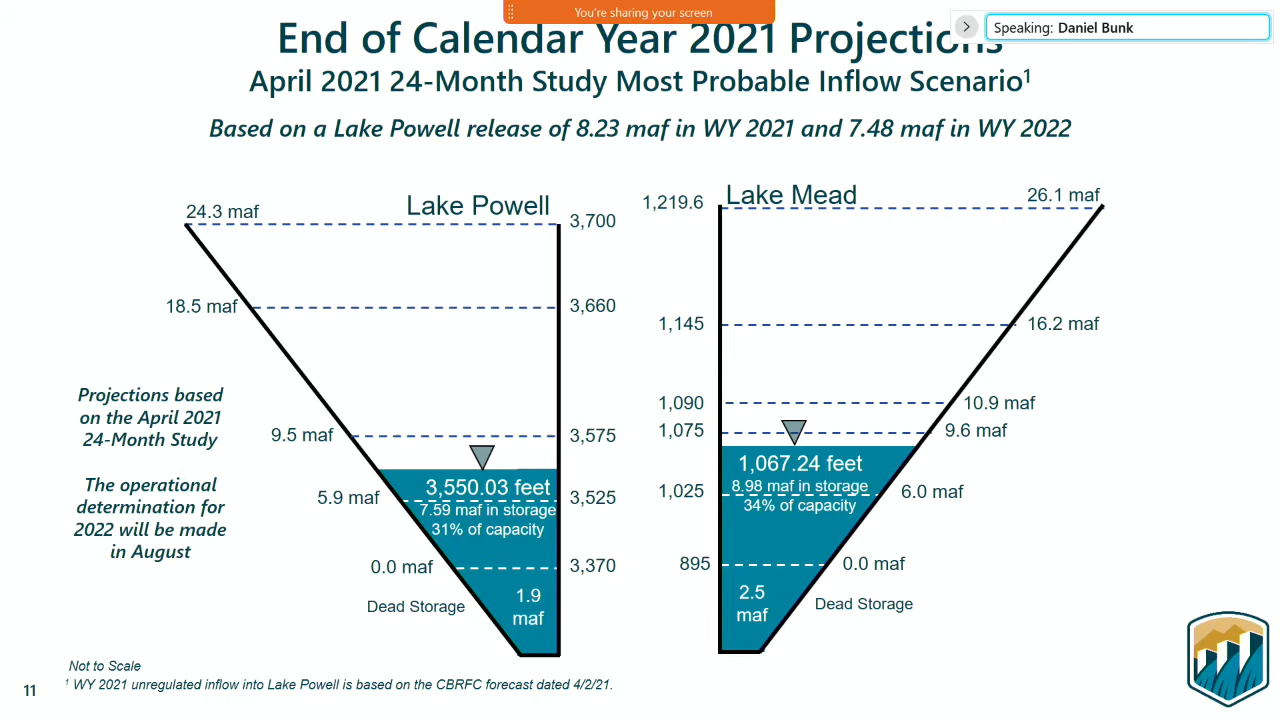 You're sharing your screen
Speaking: Daniel Bunk
End of Calendar Year 2021 Projections
April 2021 24-Month Study Most Probable Inflow Scenario¹
Based on a Lake Powell release of 8.23 maf in WY 2021 and 7.48 maf in WY 2022
Lake Powell
24.3 maf
3,700
18.5 maf
3,660
9.5 maf
3,575
3,550.03 feet
7.59 maf in storage
31% of capacity
5.9 maf
3,525
0.0 maf
3,370
Dead Storage
1.9
maf
Lake Mead
1,219.6
26.1 maf
1,145
16.2 maf
1,090
10.9 maf
1,075
9.6 maf
1,067.24 feet
8.98 maf in storage
34% of capacity
1,025
6.0 maf
895
0.0 maf
2.5
maf
Dead Storage
Projections based
on the April 2021
24-Month Study
The operational
determination for
2022 will be made
in August
Not to Scale
¹ WY 2021 unregulated inflow into Lake Powell is based on the CBRFC forecast dated 4/2/21.
11